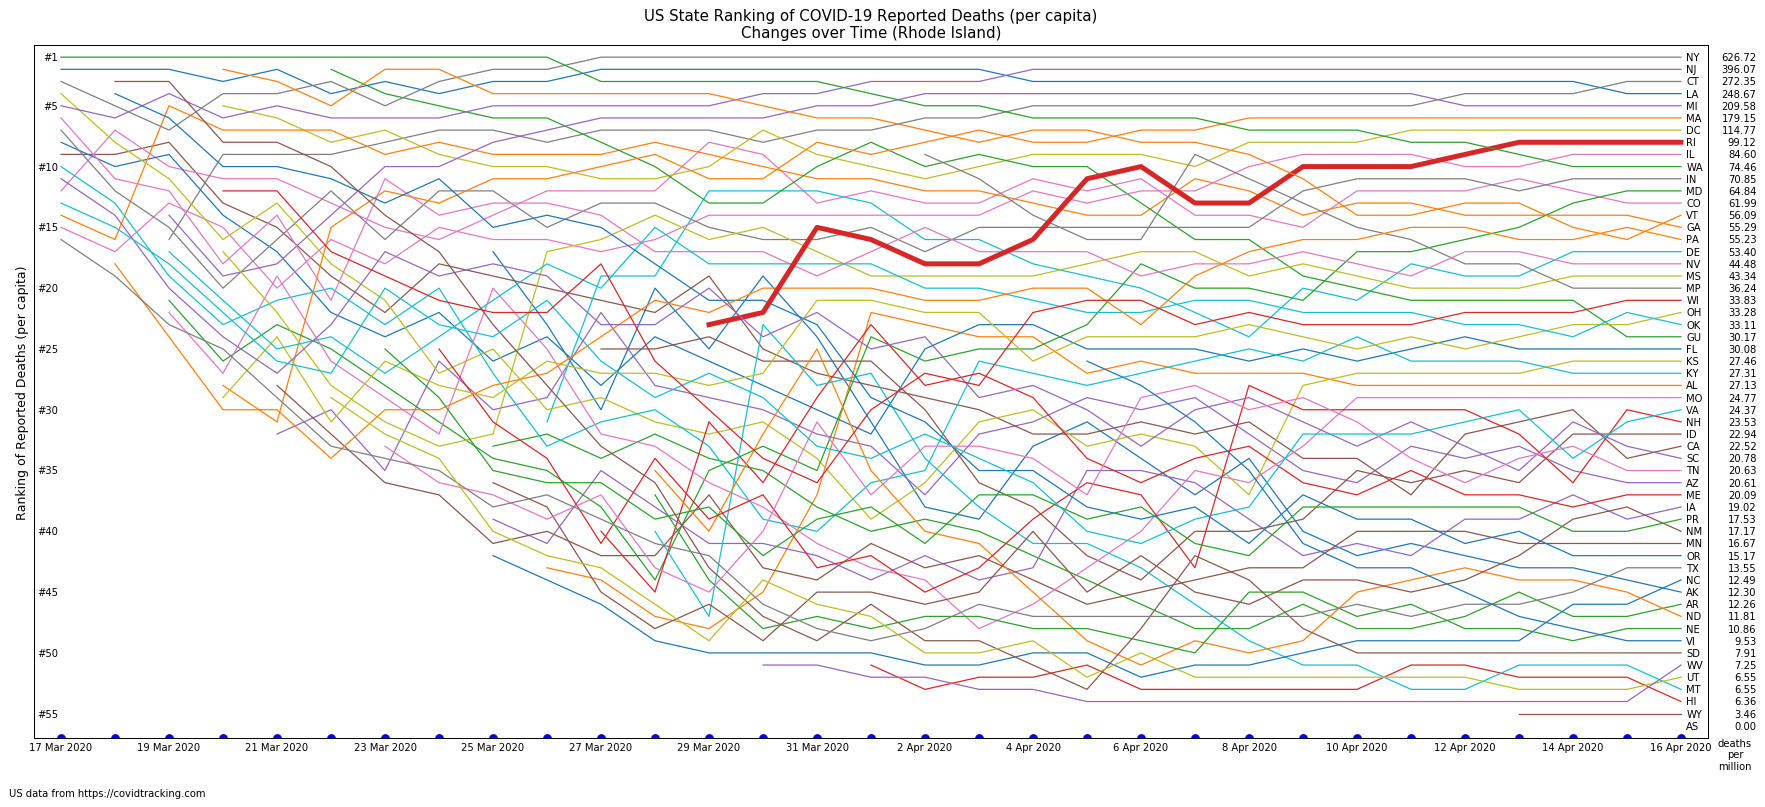 US State Ranking of COVID-19 Reported Deaths (per capita)
Changes over Time (Rhode Island)
Ranking of Reported Deaths (per capita)
#1
#5
#10
#15
#20
#25
#30
#35
#40
#45
#50
#55
NY 626.72
NJ 396.07
CT 272.35
LA 248.67
MI 209.58
MA 179.15
DC 114.77
RI 99.12
IL 84.60
WA 74.46
IN 70.85
MD 64.84
CO 61.99
VT 56.09
GA 55.29
PA 55.23
DE 53.40
NV 44.48
MS 43.34
MP 36.24
WI 33.83
OH 33.28
OK 33.11
GU 30.17
FL 30.08
KS 27.46
KY 27.31
AL 27.13
MO 24.77
VA 24.37
NH 23.53
ID 22.94
CA 22.52
SC 20.78
TN 20.63
AZ 20.61
ME 20.09
IA 19.02
PR 17.53
NM 17.17
MN 16.67
OR 15.17
TX 13.55
NC 12.49
AK 12.30
AR 12.26
ND 11.81
NE 10.86
VI 9.53
SD 7.91
WV 7.25
UT 6.55
MT 6.55
HI 6.36
WY 3.46
AS 0.00
17 Mar 2020 19 Mar 2020 21 Mar 2020 23 Mar 2020 25 Mar 2020 27 Mar 2020 29 Mar 2020 31 Mar 2020 2 Apr 2020 4 Apr 2020 6 Apr 2020 8 Apr 2020 10 Apr 2020 12 Apr 2020 14 Apr 2020 16 Apr 2020
deaths
per
million
US data from https://covidtracking.com